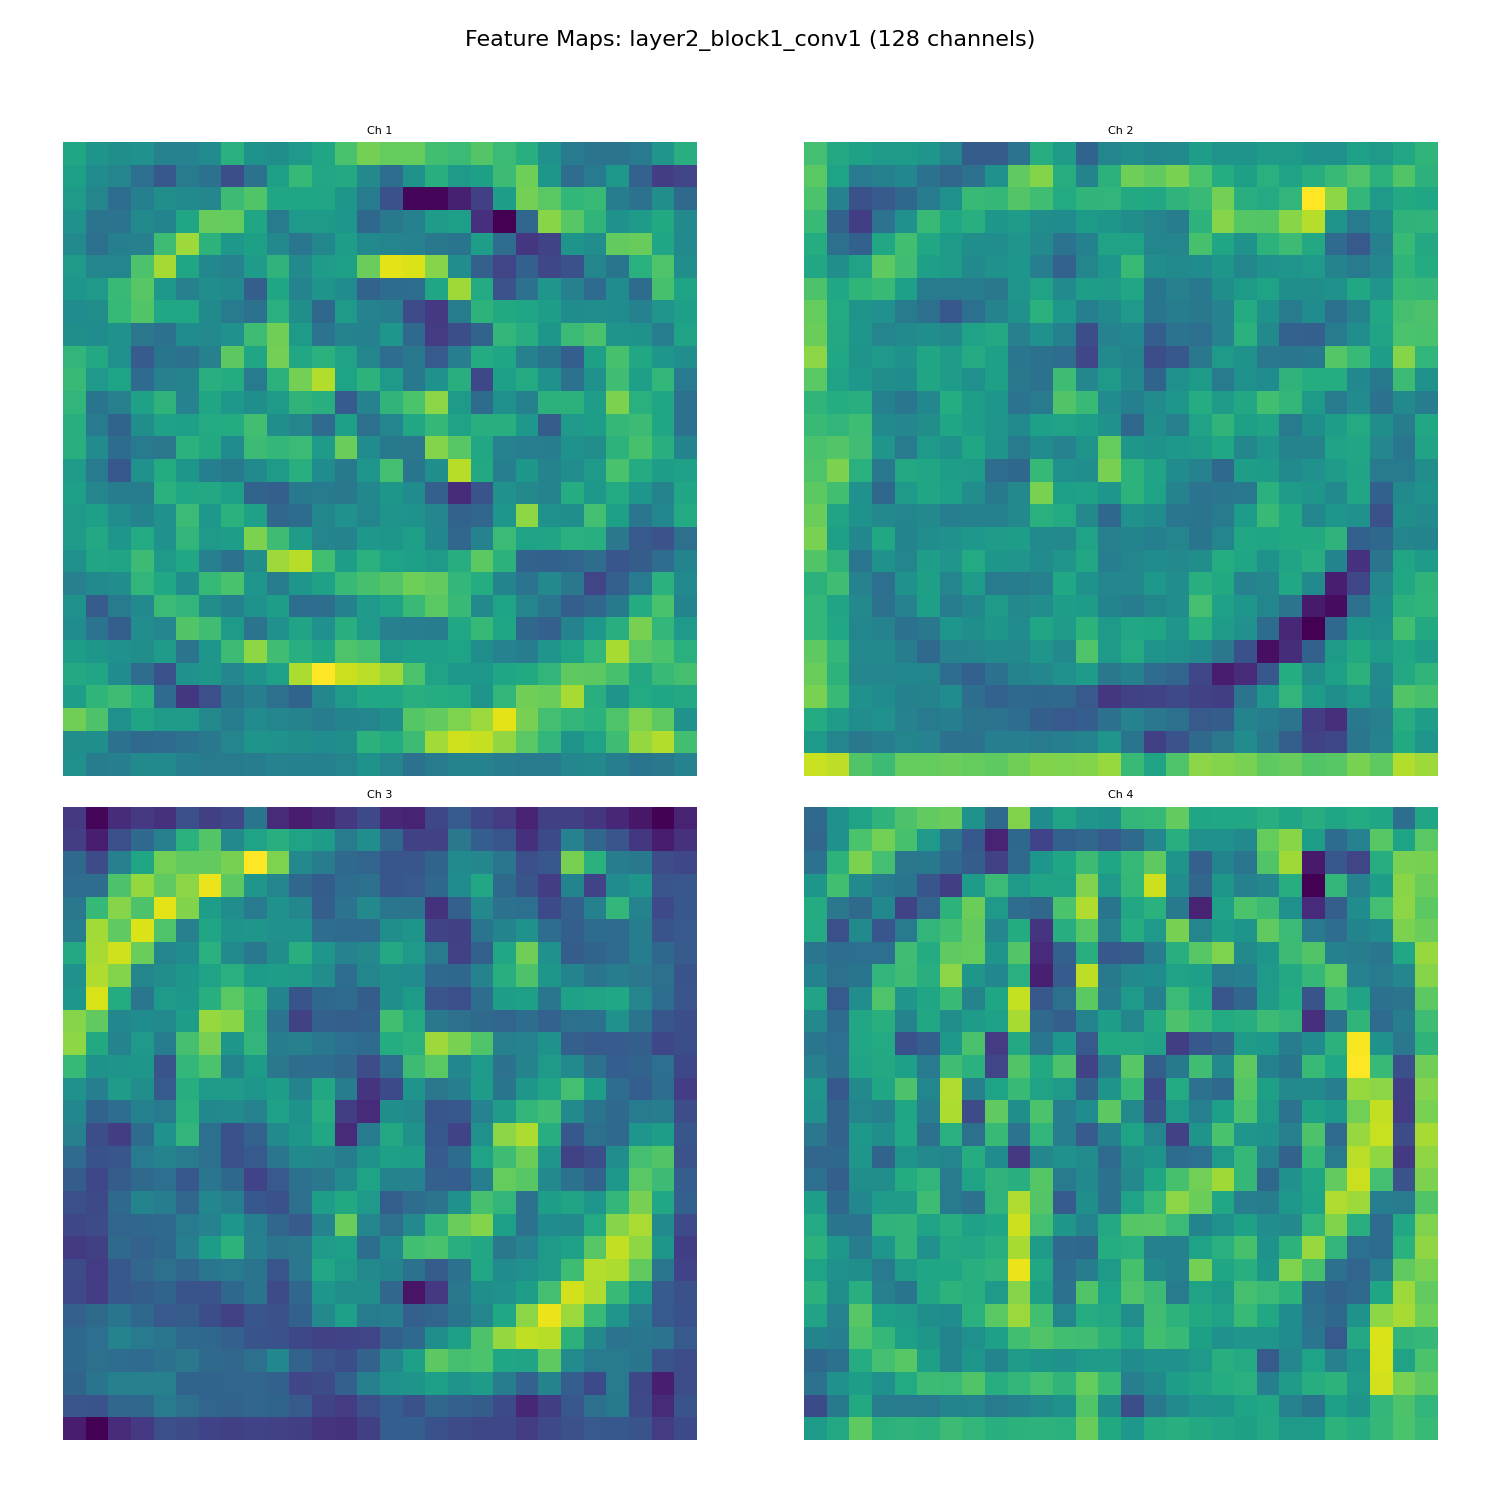 Feature Maps: layer2_block1_conv1 (128 channels)
Ch 1
Ch 2
Ch 3
Ch 4